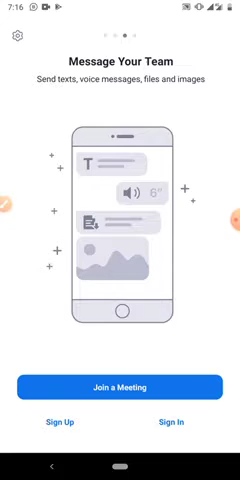 7:16
Message Your Team
Send texts, voice messages, files and images
T
6"
Join a Meeting
Sign Up
Sign In